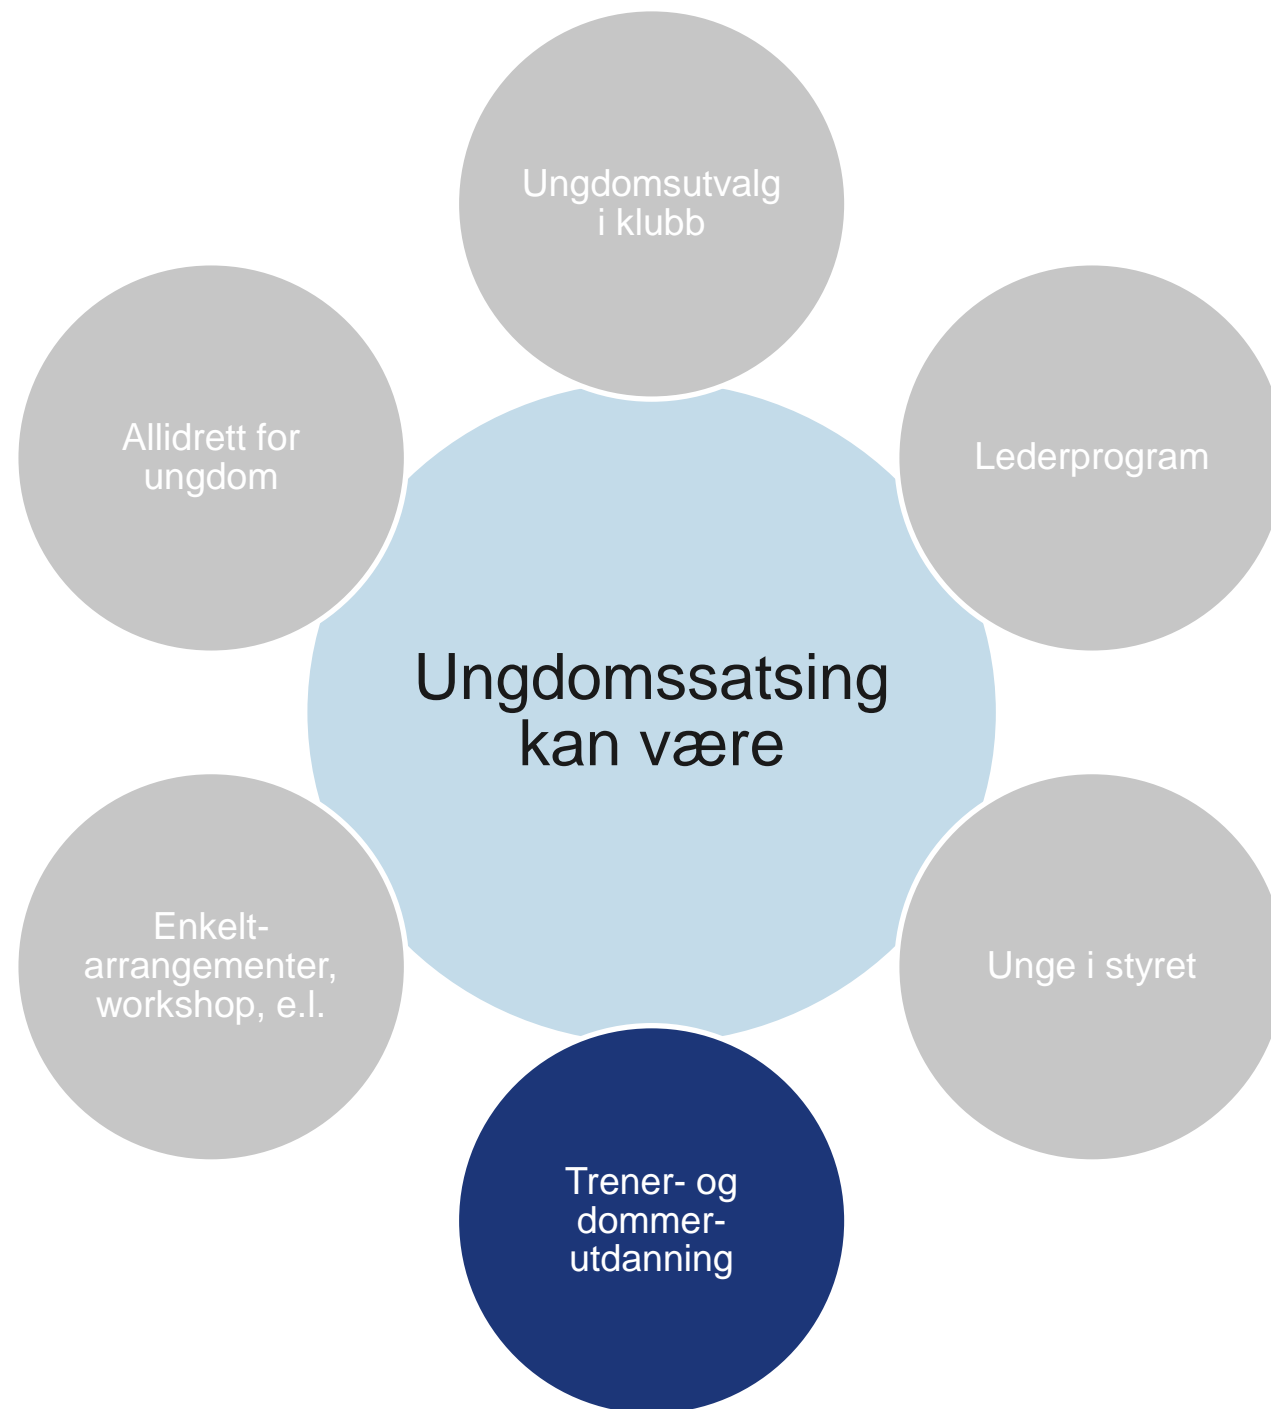 Ungdomsutvalg
i klubb
Allidrett for
ungdom
Lederprogram
Ungdomssatsing
kan være
Enkelt-
arrangementer,
workshop, e.l.
Unge i styret
Trener- og
dommer-
utdanning